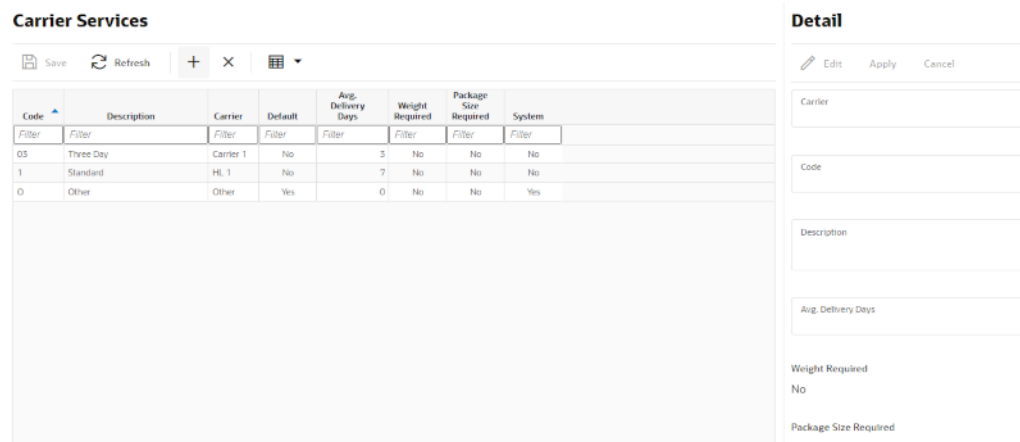 Carrier Services
Save Refresh
Code Description Carrier Default Avg. Delivery Days Weight Required Package Size Required System
Filter Filter Filter Filter Filter Filter Filter Filter
03 Three Day Carrier 1 No 3 No No No
1 Standard HL 1 No 7 No No No
O Other Other Yes 0 No No Yes
Detail
Edit Apply Cancel
Carrier
Code
Description
Avg. Delivery Days
Weight Required
No
Package Size Required